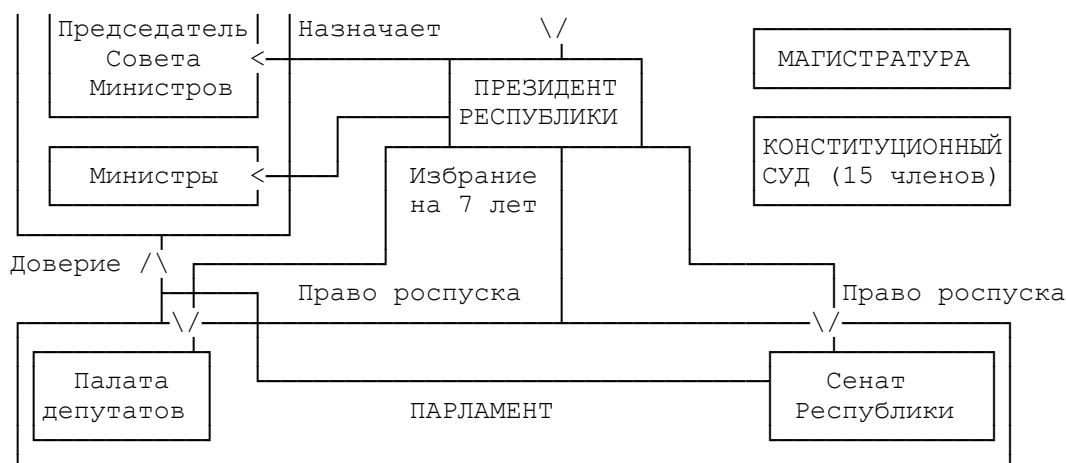 Председатель
Совета
Министров
Назначает
МАГИСТРАТУРА
ПРЕЗИДЕНТ
РЕСПУБЛИКИ
КОНСТИТУЦИОННЫЙ
СУД (15 членов)
Министры
Избрание
на 7 лет
Доверие
Право роспуска
Право роспуска
Палата
депутатов
ПАРЛАМЕНТ
Сенат
Республики